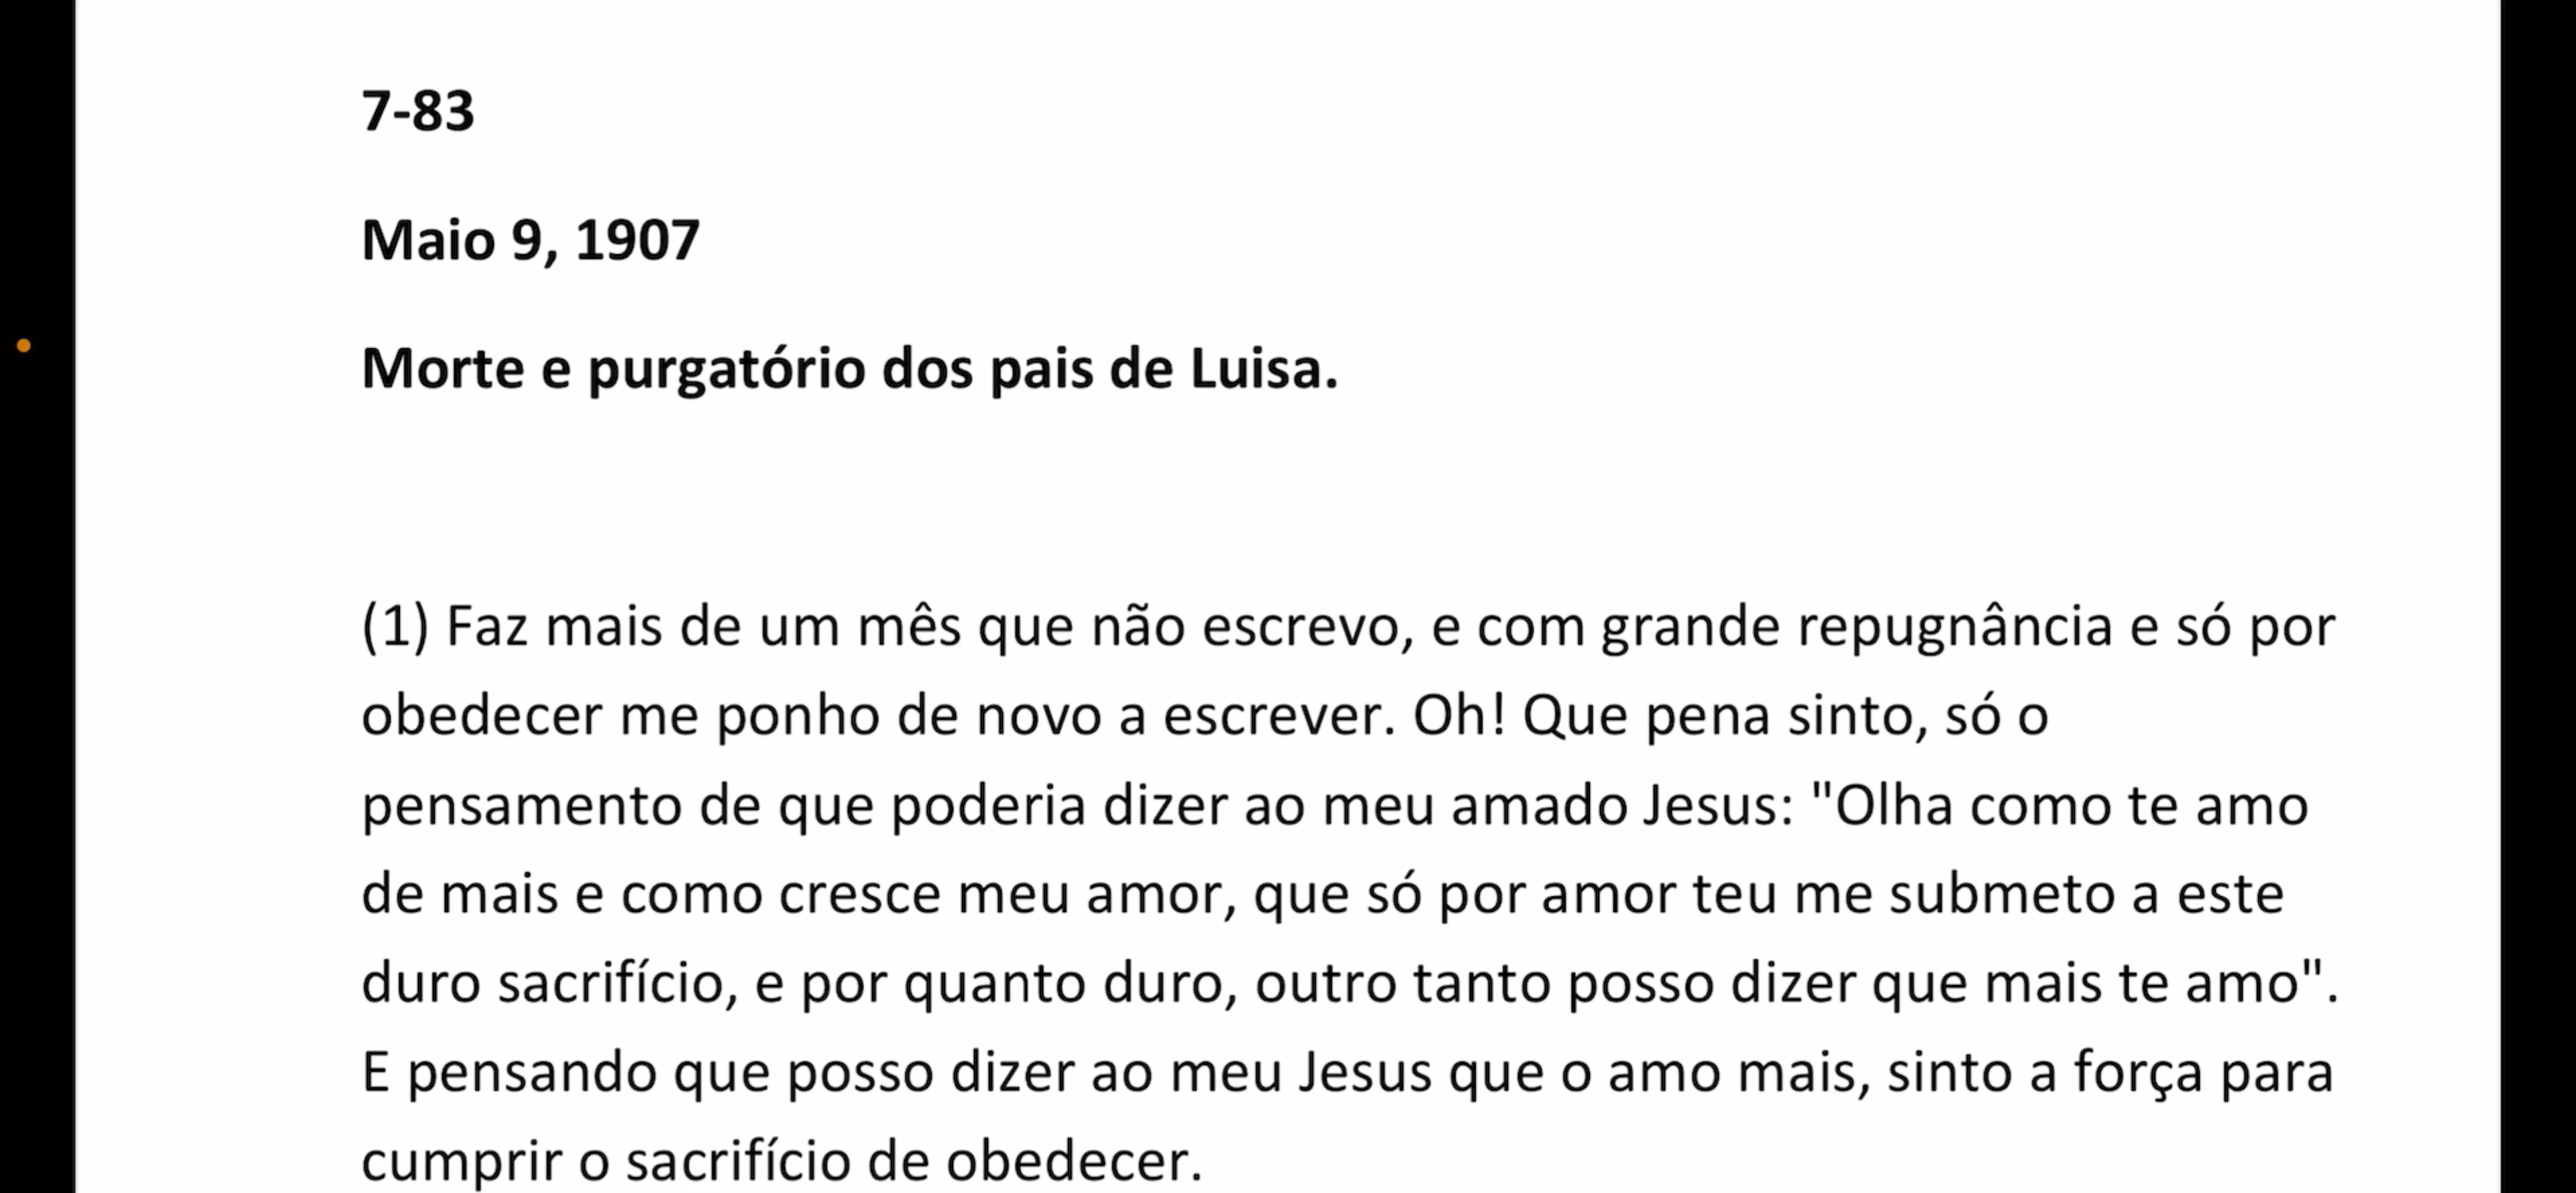 7-83
Maio 9, 1907
Morte e purgatório dos pais de Luisa.
(1) Faz mais de um mês que não escrevo, e com grande repugnância e só por
obedecer me ponho de novo a escrever. Oh! Que pena sinto, só o
pensamento de que poderia dizer ao meu amado Jesus: "Olha como te amo
de mais e como cresce meu amor, que só por amor teu me submeto a este
duro sacrifício, e por quanto duro, outro tanto posso dizer que mais te amo".
E pensando que posso dizer ao meu Jesus que o amo mais, sinto a força para
cumprir o sacrifício de obedecer.